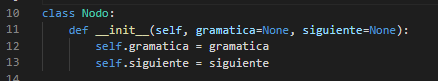 10 class Nodo:
11     def __init__(self, gramatica=None, siguiente=None):
12         self.gramatica = gramatica
13         self.siguiente = siguiente
14